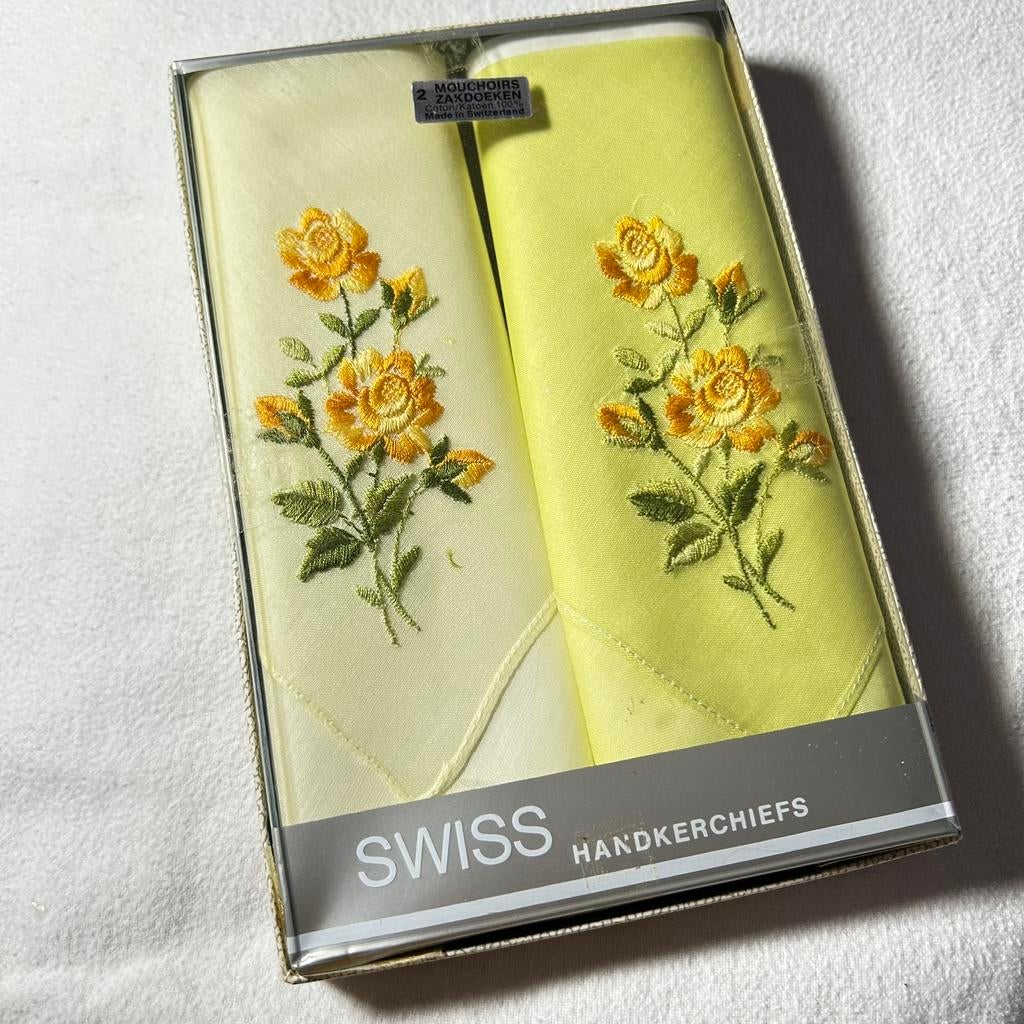 2 MOUCHOIRS
ZAKDOEKEN
Coton/Katoen 100%
Made in Switzerland
SWISS HANDKERCHIEFS